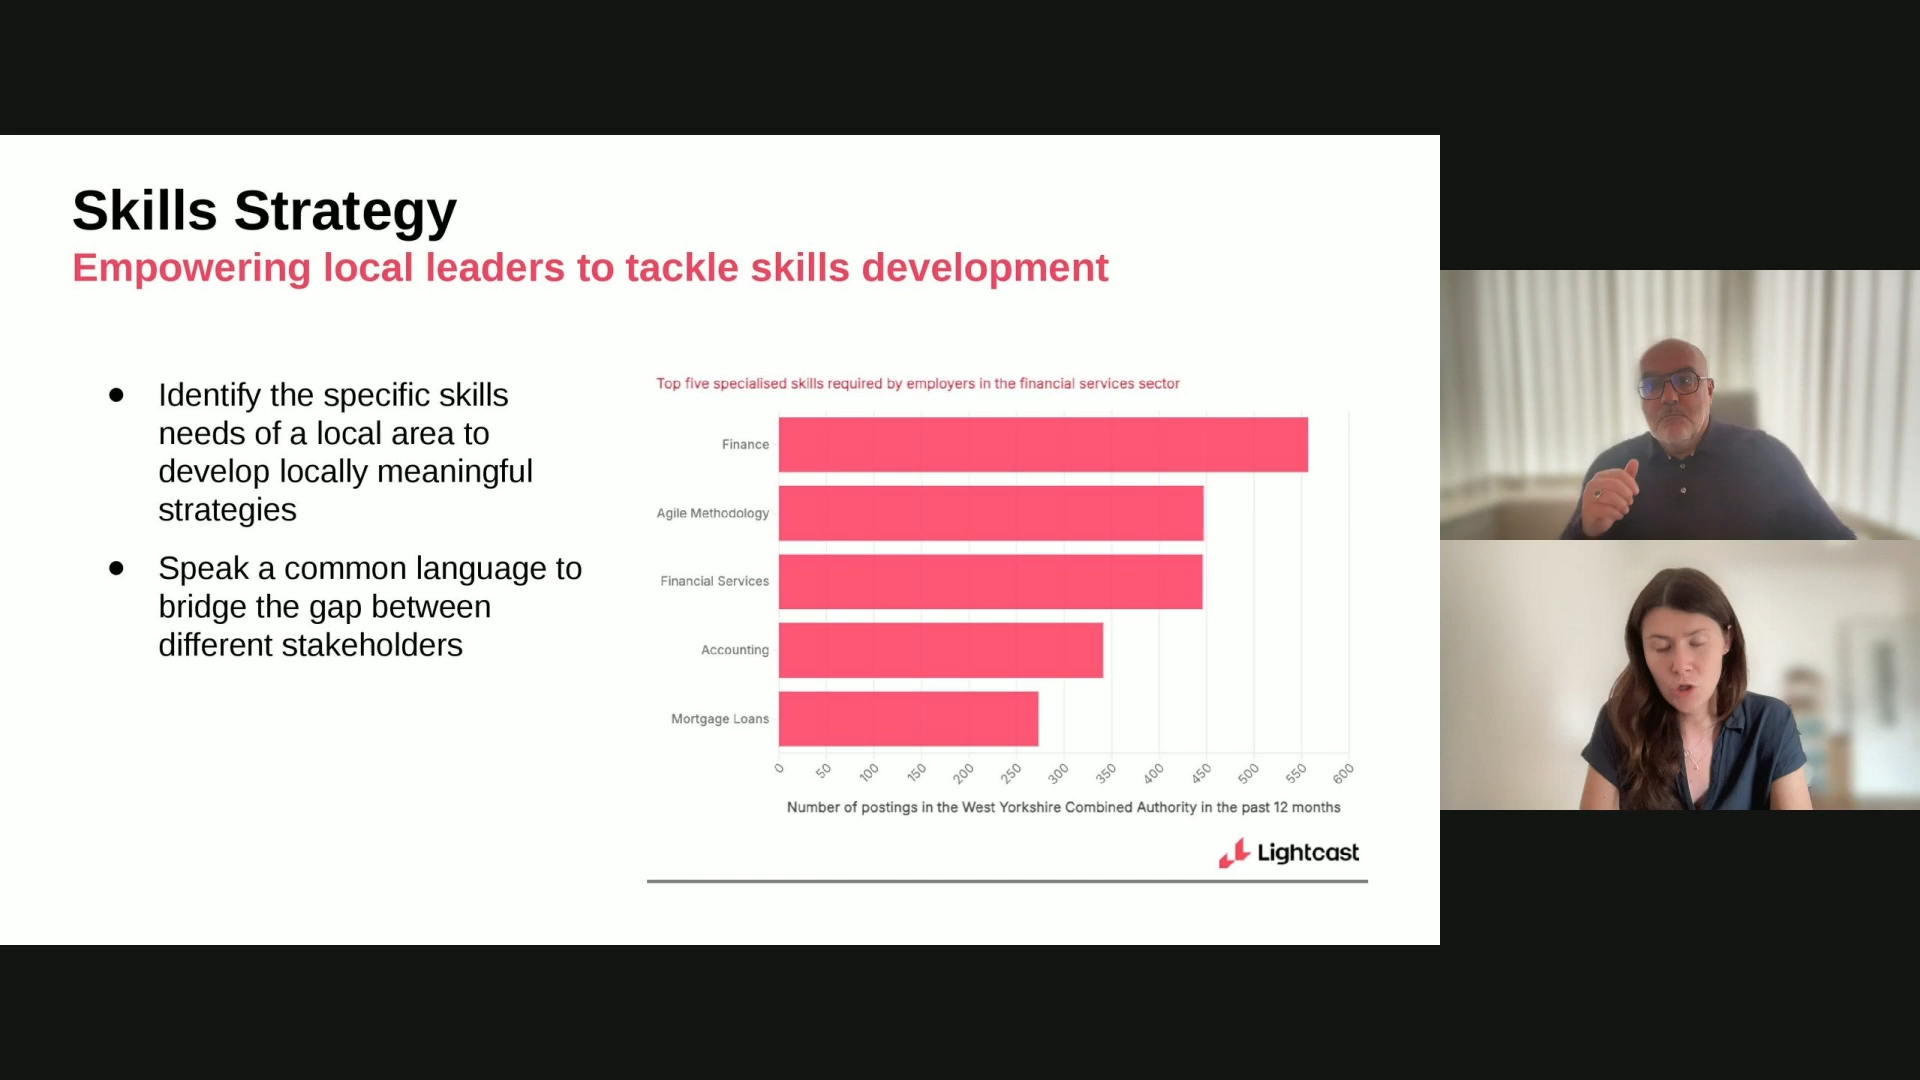 Skills Strategy
Empowering local leaders to tackle skills development
● Identify the specific skills
needs of a local area to
develop locally meaningful
strategies
● Speak a common language to
bridge the gap between
different stakeholders
Top five specialised skills required by employers in the financial services sector
Finance
Agile Methodology
Financial Services
Accounting
Mortgage Loans
0 50 100 150 200 250 300 350 400 450 500 550 600
Number of postings in the West Yorkshire Combined Authority in the past 12 months
Lightcast